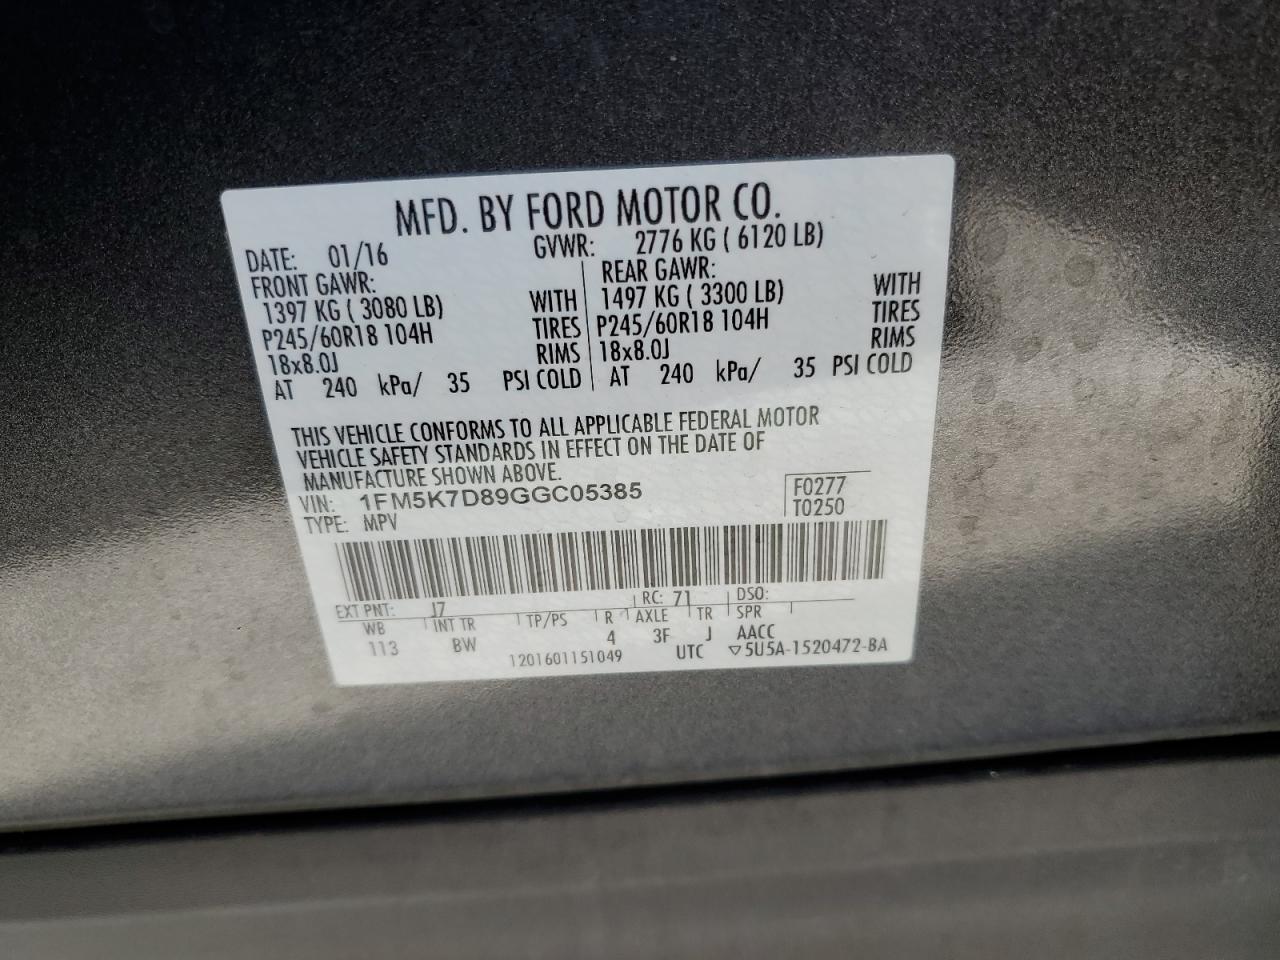 MFD. BY FORD MOTOR CO.
DATE: 01/16 GVWR: 2776 KG ( 6120 LB)
FRONT GAWR: REAR GAWR:
1397 KG ( 3080 LB) WITH 1497 KG ( 3300 LB) WITH
P245/60R18 104H TIRES P245/60R18 104H TIRES
18x8.0J RIMS 18x8.0J RIMS
AT 240 kPa/ 35 PSI COLD AT 240 kPa/ 35 PSI COLD
THIS VEHICLE CONFORMS TO ALL APPLICABLE FEDERAL MOTOR
VEHICLE SAFETY STANDARDS IN EFFECT ON THE DATE OF
MANUFACTURE SHOWN ABOVE.
VIN: 1FM5K7D89GGC05385 F0277
TYPE: MPV T0250
EXT PNT: J7 RC: 71 DSO:
WB INT TR TP/PS R AXLE TR SPR
113 BW 4 3F J AACC
1201601151049 UTC ▽5U5A-1520472-BA